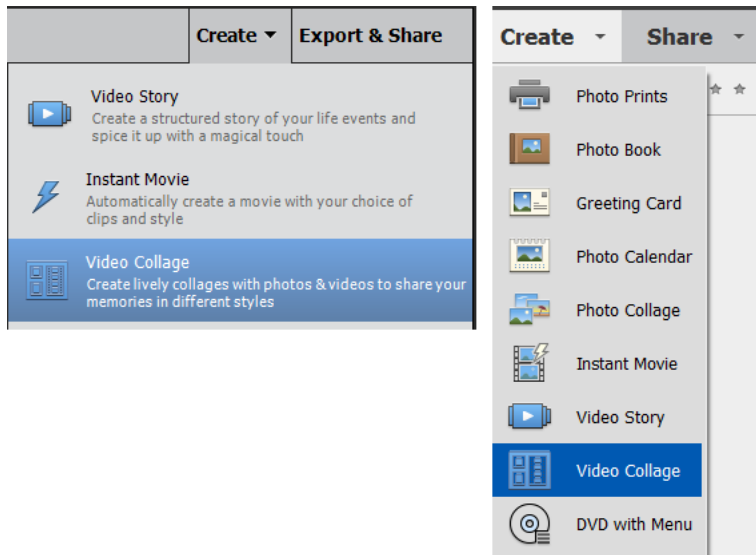 Create Export & Share
Video Story
Create a structured story of your life events and
spice it up with a magical touch
Instant Movie
Automatically create a movie with your choice of
clips and style
Video Collage
Create lively collages with photos & videos to share your
memories in different styles
Create Share
Photo Prints
Photo Book
Greeting Card
Photo Calendar
Photo Collage
Instant Movie
Video Story
Video Collage
DVD with Menu